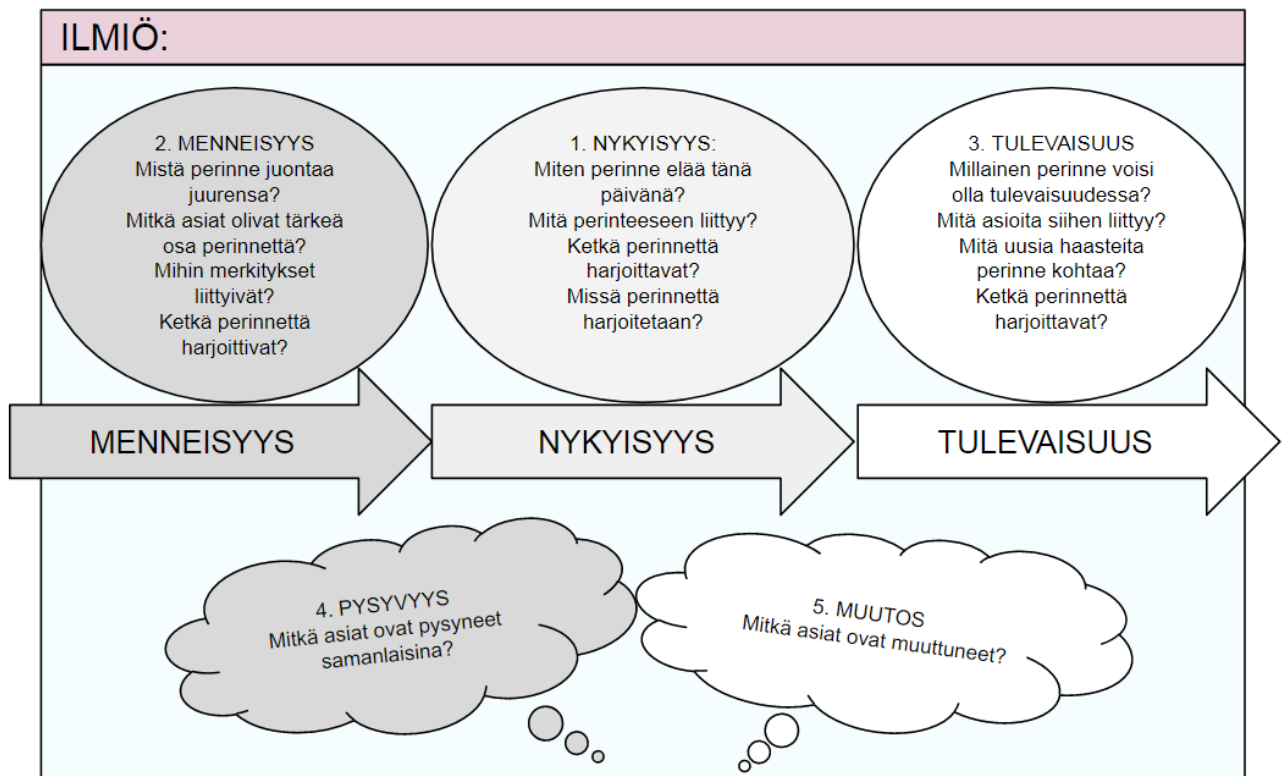 ILMIÖ:
2. MENNEISYYS
Mistä perinne juontaa
juurensa?
Mitkä asiat olivat tärkeä
osa perinnettä?
Mihin merkitykset
liittyivät?
Ketkä perinnettä
harjoittivat?
1. NYKYISYYS:
Miten perinne elää tänä
päivänä?
Mitä perinteeseen liittyy?
Ketkä perinnettä
harjoittavat?
Missä perinnettä
harjoitetaan?
3. TULEVAISUUS
Millainen perinne voisi
olla tulevaisuudessa?
Mitä asioita siihen liittyy?
Mitä uusia haasteita
perinne kohtaa?
Ketkä perinnettä
harjoittavat?
MENNEISYYS
NYKYISYYS
TULEVAISUUS
4. PYSYVYYS
Mitkä asiat ovat pysyneet
samanlaisina?
5. MUUTOS
Mitkä asiat ovat muuttuneet?